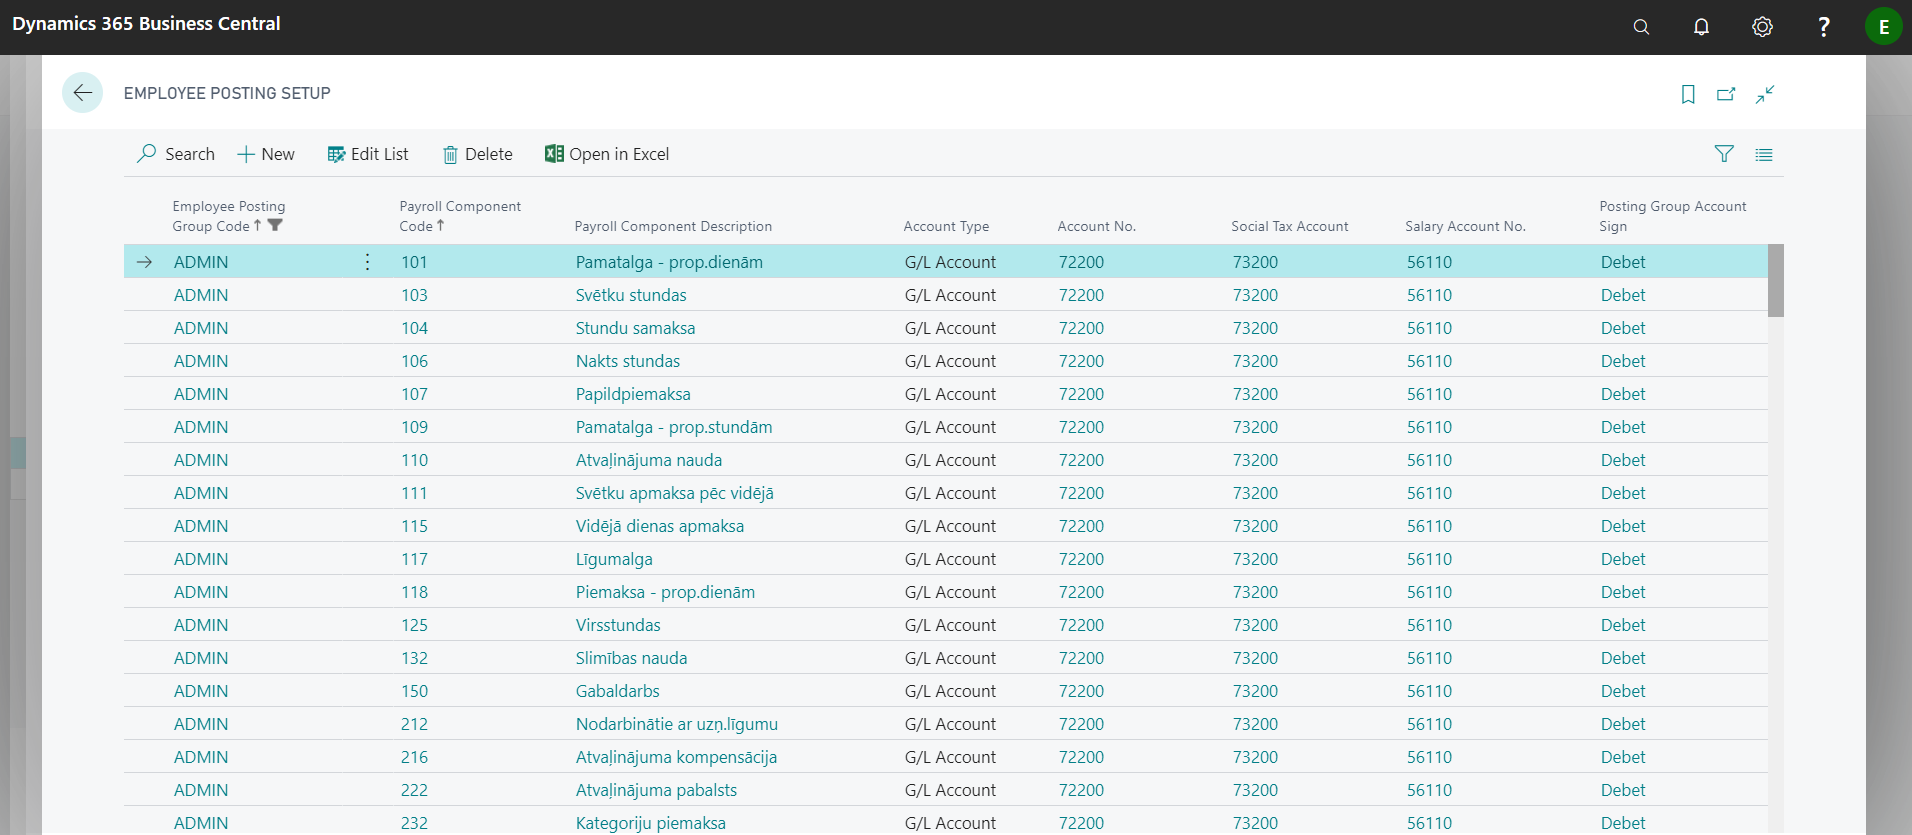 Dynamics 365 Business Central
E
EMPLOYEE POSTING SETUP
Search New Edit List Delete Open in Excel
Employee Posting Group Code Payroll Component Code Payroll Component Description Account Type Account No. Social Tax Account Salary Account No. Posting Group Account Sign
ADMIN 101 Pamatalga - prop.dienām G/L Account 72200 73200 56110 Debet
ADMIN 103 Svētku stundas G/L Account 72200 73200 56110 Debet
ADMIN 104 Stundu samaksa G/L Account 72200 73200 56110 Debet
ADMIN 106 Nakts stundas G/L Account 72200 73200 56110 Debet
ADMIN 107 Papildpiemaksa G/L Account 72200 73200 56110 Debet
ADMIN 109 Pamatalga - prop.stundām G/L Account 72200 73200 56110 Debet
ADMIN 110 Atvaļinājuma nauda G/L Account 72200 73200 56110 Debet
ADMIN 111 Svētku apmaksa pēc vidējā G/L Account 72200 73200 56110 Debet
ADMIN 115 Vidējā dienas apmaksa G/L Account 72200 73200 56110 Debet
ADMIN 117 Līgumalga G/L Account 72200 73200 56110 Debet
ADMIN 118 Piemaksa - prop.dienām G/L Account 72200 73200 56110 Debet
ADMIN 125 Virsstundas G/L Account 72200 73200 56110 Debet
ADMIN 132 Slimības nauda G/L Account 72200 73200 56110 Debet
ADMIN 150 Gabaldarbs G/L Account 72200 73200 56110 Debet
ADMIN 212 Nodarbinātie ar uzņ.līgumu G/L Account 72200 73200 56110 Debet
ADMIN 216 Atvaļinājuma kompensācija G/L Account 72200 73200 56110 Debet
ADMIN 222 Atvaļinājuma pabalsts G/L Account 72200 73200 56110 Debet
ADMIN 232 Kategoriju piemaksa G/L Account 72200 73200 56110 Debet